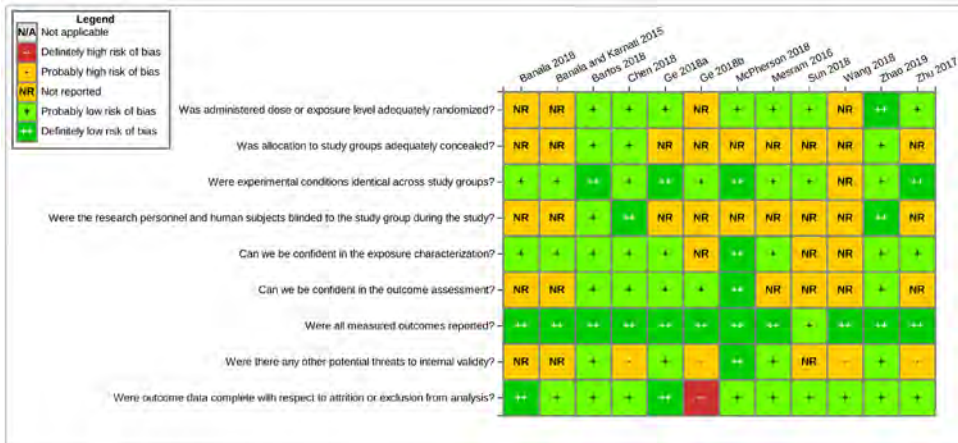 Legend
N/A Not applicable
-- Definitely high risk of bias
- Probably high risk of bias
NR Not reported
+ Probably low risk of bias
++ Definitely low risk of bias
Banala 2018
Banala and Karnati 2015
Bartos 2018
Chen 2018
Ge 2018a
Ge 2018b
McPherson 2018
Mesram 2016
Sun 2018
Wang 2018
Zhao 2019
Zhu 2017
Was administered dose or exposure level adequately randomized? NR NR + + + NR + + + NR ++ +
Was allocation to study groups adequately concealed? NR NR + + NR NR NR NR NR NR + NR
Were experimental conditions identical across study groups? + + ++ + ++ + ++ + + NR + ++
Were the research personnel and human subjects blinded to the study group during the study? NR NR + ++ NR NR NR NR NR NR ++ NR
Can we be confident in the exposure characterization? + + + + + NR ++ + NR NR + +
Can we be confident in the outcome assessment? NR NR + + + + ++ NR NR NR + NR
Were all measured outcomes reported? ++ ++ ++ ++ ++ ++ ++ ++ + ++ ++ ++
Were there any other potential threats to internal validity? NR NR + - + - ++ + NR - + -
Were outcome data complete with respect to attrition or exclusion from analysis? ++ + + + ++ -- + + + + + +